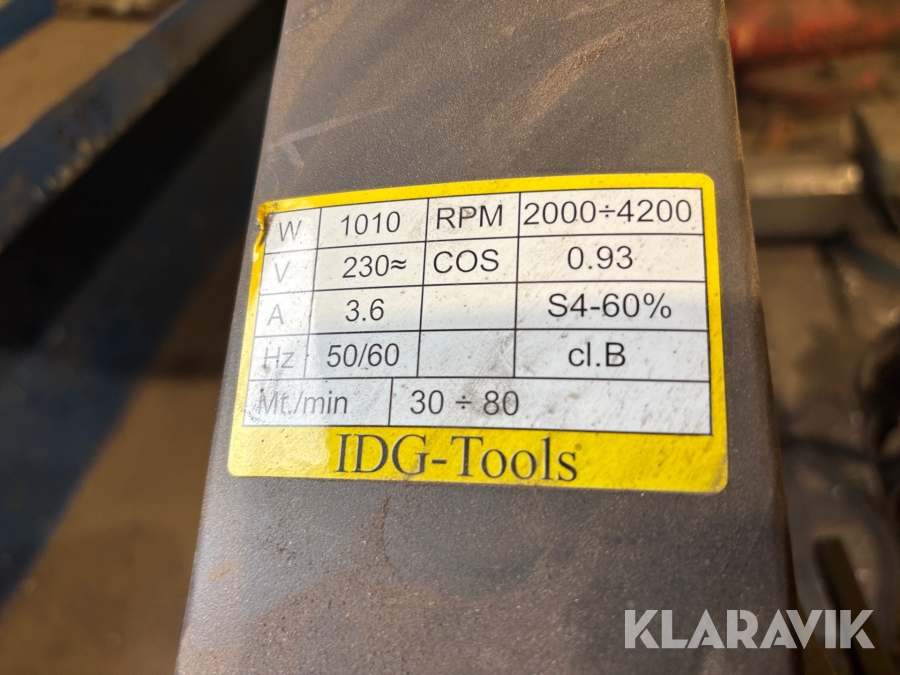 W 1010 RPM 2000÷4200
V 230≈ COS 0.93
A 3.6 S4-60%
Hz 50/60 cl.B
Mt./min 30 ÷ 80
IDG-Tools
KLARAVIK